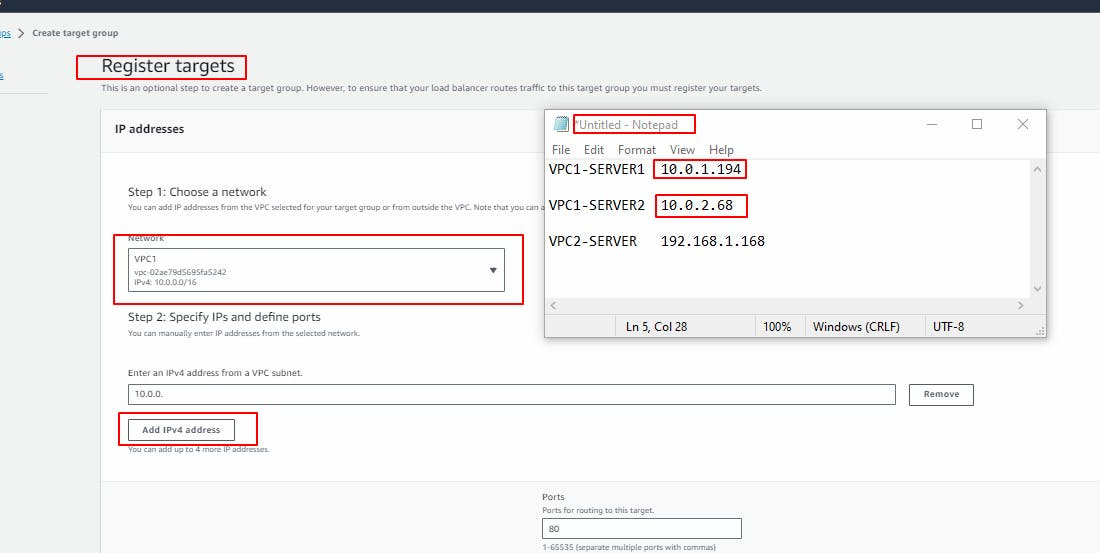 ps > Create target group
s
Register targets
This is an optional step to create a target group. However, to ensure that your load balancer routes traffic to this target group you must register your targets.
IP addresses
Step 1: Choose a network
You can add IP addresses from the VPC selected for your target group or from outside the VPC. Note that you can a
Network
VPC1
vpc-02ae79d5695fa5242
IPv4: 10.0.0.0/16
Step 2: Specify IPs and define ports
You can manually enter IP addresses from the selected network.
Enter an IPv4 address from a VPC subnet.
10.0.0.
Remove
Add IPv4 address
You can add up to 4 more IP addresses.
Ports
Ports for routing to this target.
80
1-65535 (separate multiple ports with commas)
*Untitled - Notepad
File Edit Format View Help
VPC1-SERVER1 10.0.1.194
VPC1-SERVER2 10.0.2.68
VPC2-SERVER 192.168.1.168
Ln 5, Col 28 100% Windows (CRLF) UTF-8